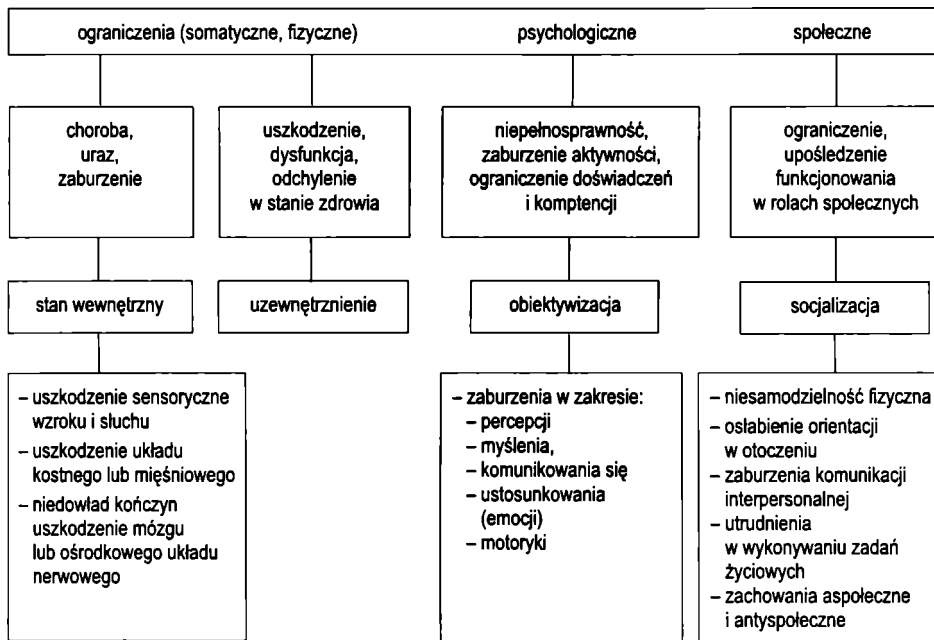 ograniczenia (somatyczne, fizyczne) psychologiczne społeczne
choroba,
uraz,
zaburzenie
uszkodzenie,
dysfunkcja,
odchylenie
w stanie zdrowia
niepełnosprawność,
zaburzenie aktywności,
ograniczenie doświadczeń
i komptencji
ograniczenie,
upośledzenie
funkcjonowania
w rolach społecznych
stan wewnętrzny
uzewnętrznienie
obiektywizacja
socjalizacja
– uszkodzenie sensoryczne
wzroku i słuchu
– uszkodzenie układu
kostnego lub mięśniowego
– niedowład kończyn
uszkodzenie mózgu
lub ośrodkowego układu
nerwowego
– zaburzenia w zakresie:
– percepcji
– myślenia,
– komunikowania się
– ustosunkowania
(emocji)
– motoryki
– niesamodzielność fizyczna
– osłabienie orientacji
w otoczeniu
– zaburzenia komunikacji
interpersonalnej
– utrudnienia
w wykonywaniu zadań
życiowych
– zachowania aspołeczne
i antyspołeczne